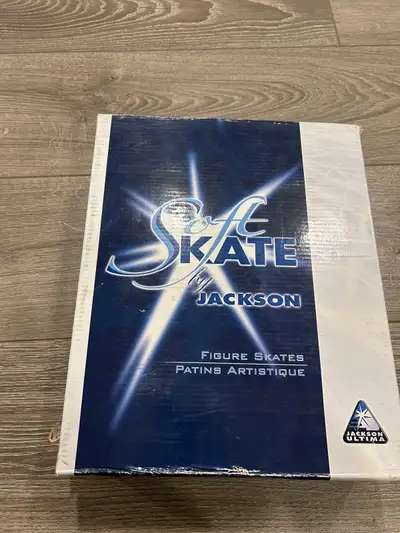 Soft
SKATE
by
JACKSON
FIGURE SKATES
PATINS ARTISTIQUE
JACKSON
ULTIMA